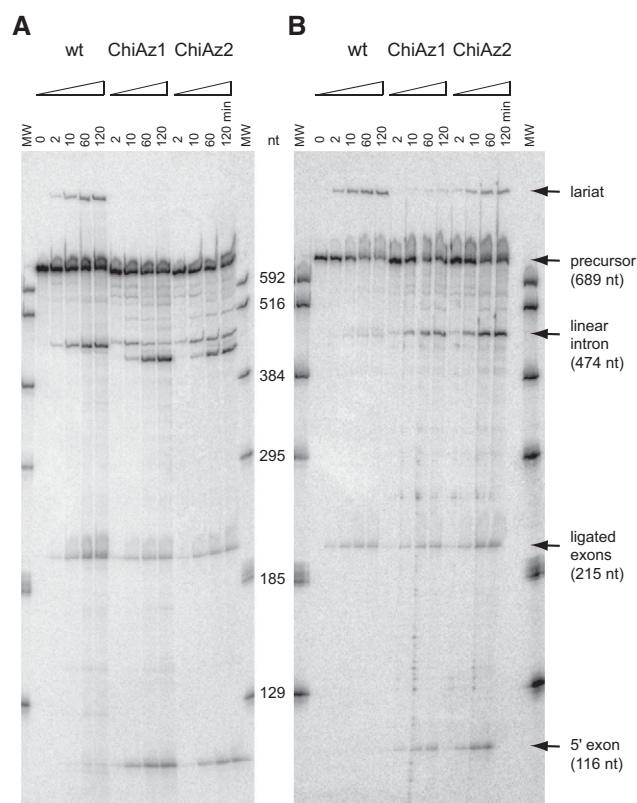 A
B
wt ChiAz1 ChiAz2
wt ChiAz1 ChiAz2
MW 0 2 10 60 120 2 10 60 120 2 10 60 120 MW
nt
MW 0 2 10 60 120 2 10 60 120 2 10 60 120 min MW
lariat
precursor
(689 nt)
592
516
linear
intron
(474 nt)
384
295
ligated
exons
(215 nt)
185
129
5' exon
(116 nt)